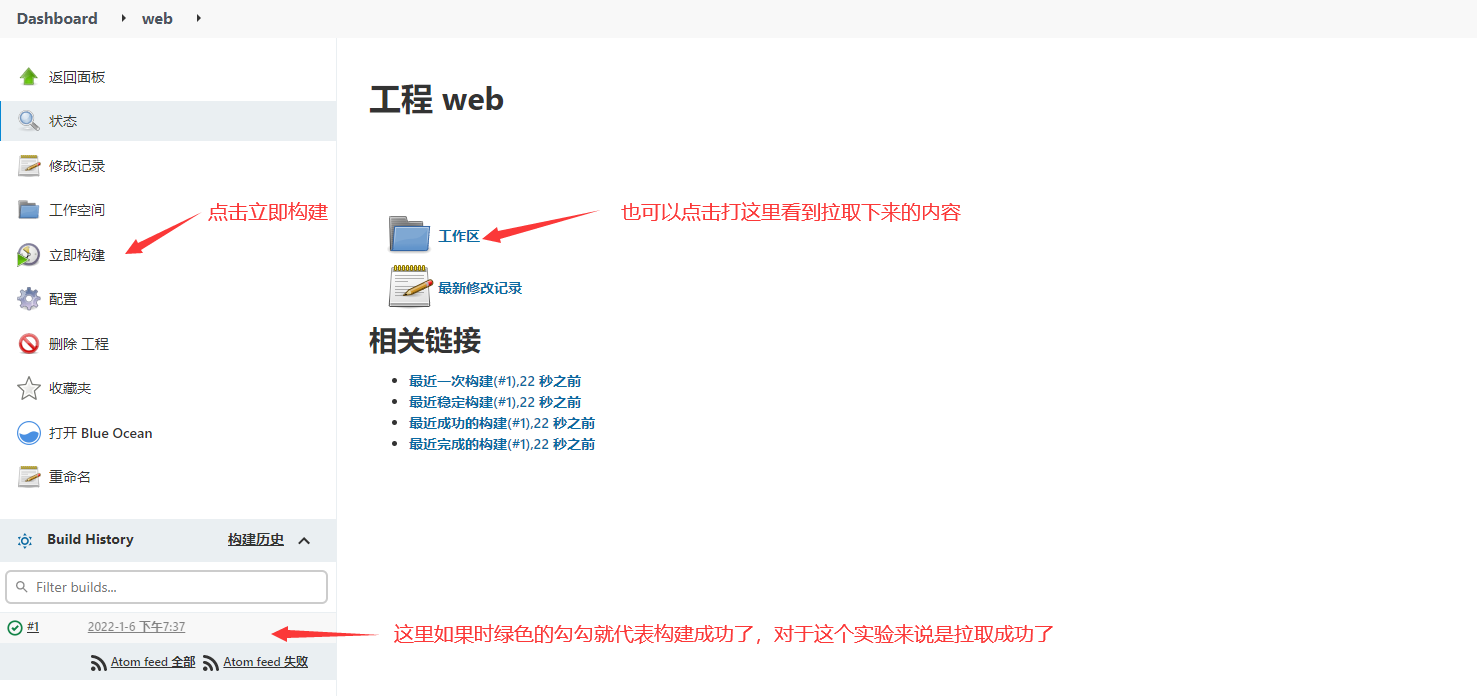 Dashboard web
返回面板
状态
修改记录
工作空间
立即构建
配置
删除 工程
收藏夹
打开 Blue Ocean
重命名
点击立即构建
Build History 构建历史
Filter builds...
#1 2022-1-6 下午7:37
Atom feed 全部 Atom feed 失败
工程 web
也可以点击打这里看到拉取下来的内容
工作区
最新修改记录
相关链接
最近一次构建(#1),22 秒之前
最近稳定构建(#1),22 秒之前
最近成功的构建(#1),22 秒之前
最近完成的构建(#1),22 秒之前
这里如果时绿色的勾勾就代表构建成功了，对于这个实验来说是拉取成功了